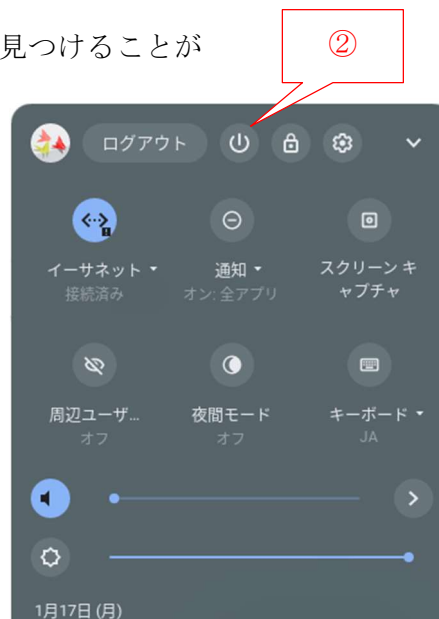 見つけることが
②
ログアウト
イーサネット
接続済み
通知
オン: 全アプリ
スクリーン キ
ャプチャ
周辺ユーザ...
オフ
夜間モード
オフ
キーボード
JA
1月17日 (月)